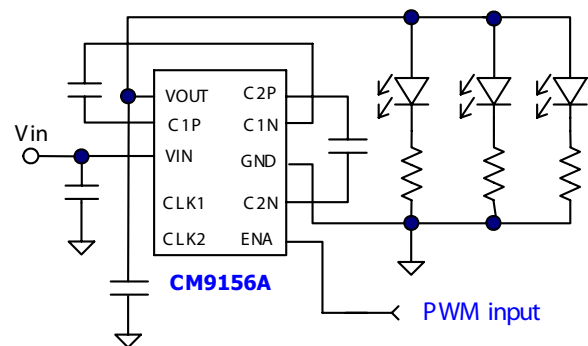 VOUT
C2P
C1P
C1N
Vin
VIN
GND
CLK1
C2N
CLK2
ENA
CM9156A
PWM input